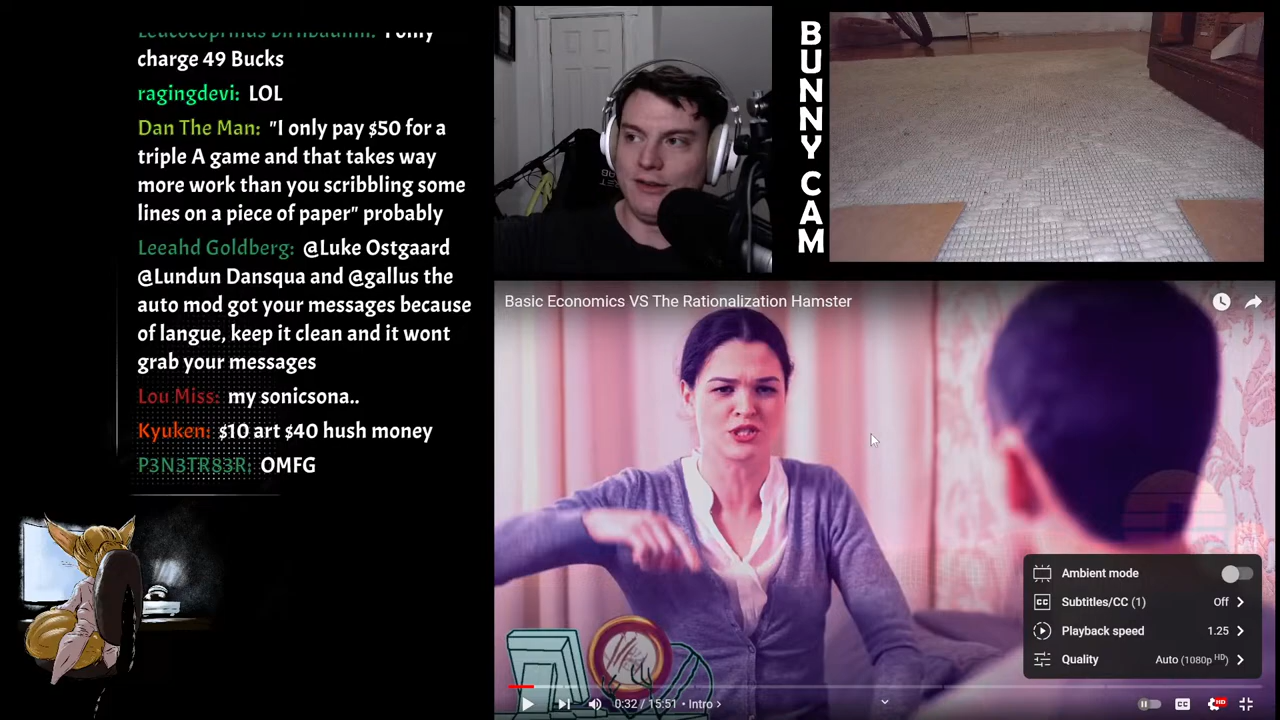 charge 49 Bucks
ragingdevi: LOL
Dan The Man: "I only pay $50 for a
triple A game and that takes way
more work than you scribbling some
lines on a piece of paper" probably
Leeahd Goldberg: @Luke Ostgaard
@Lundun Dansqua and @gallus the
auto mod got your messages because
of langue, keep it clean and it wont
grab your messages
Lou Miss: my sonicsona..
Kyuken: $10 art $40 hush money
P3N3TR83R: OMFG
BUNNY CAM
Basic Economics VS The Rationalization Hamster
Ambient mode
Subtitles/CC (1) Off
Playback speed 1.25
Quality Auto (1080p HD)
0:32 / 15:51 • Intro
CC
HD